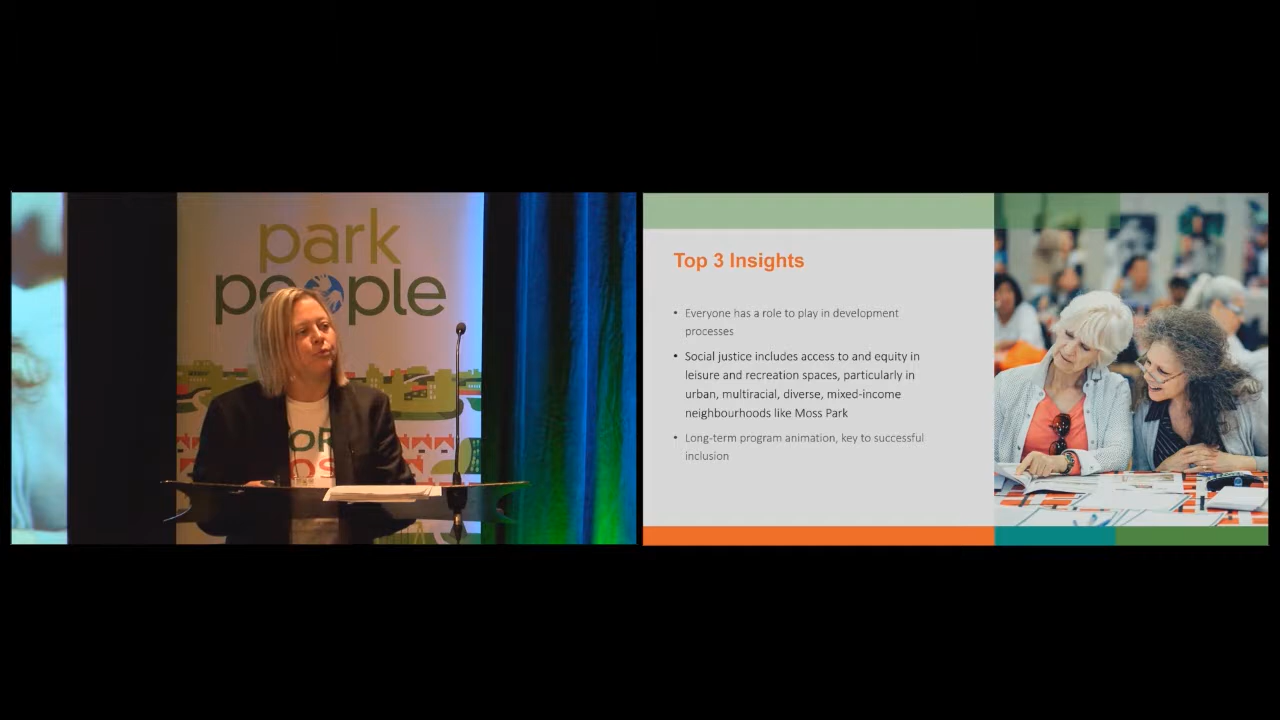 park
people
Top 3 Insights
• Everyone has a role to play in development
processes
• Social justice includes access to and equity in
leisure and recreation spaces, particularly in
urban, multiracial, diverse, mixed-income
neighbourhoods like Moss Park
• Long-term program animation, key to successful
inclusion